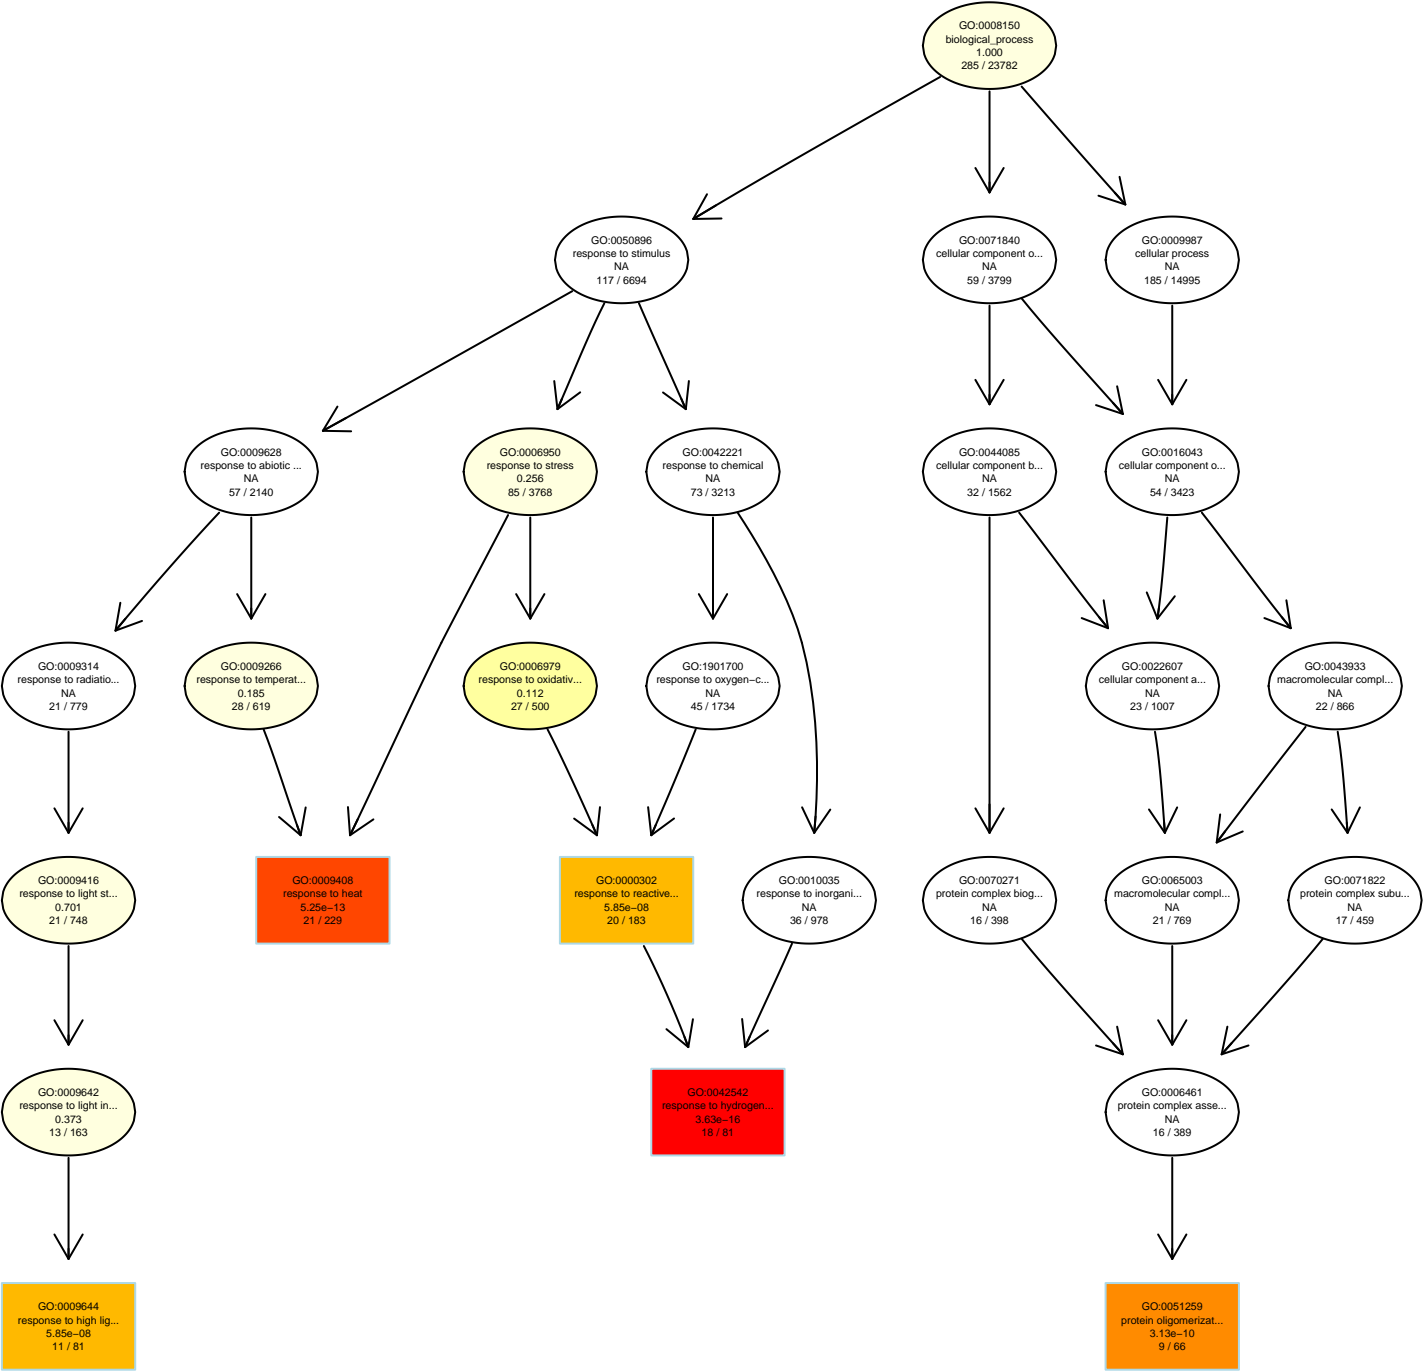 GO:0008150
biological_process
1.000
285 / 23782
GO:0050896
response to stimulus
NA
117 / 6694
GO:0071840
cellular component o...
NA
59 / 3799
GO:0009987
cellular process
NA
185 / 14995
GO:0009628
response to abiotic ...
NA
57 / 2140
GO:0006950
response to stress
0.256
85 / 3768
GO:0042221
response to chemical
NA
73 / 3213
GO:0044085
cellular component b...
NA
32 / 1562
GO:0016043
cellular component o...
NA
54 / 3423
GO:0009314
response to radiatio...
NA
21 / 779
GO:0009266
response to temperat...
0.185
28 / 619
GO:0006979
response to oxidativ...
0.112
27 / 500
GO:1901700
response to oxygen−c...
NA
45 / 1734
GO:0022607
cellular component a...
NA
23 / 1007
GO:0043933
macromolecular compl...
NA
22 / 866
GO:0009416
response to light st...
0.701
21 / 748
GO:0009408
response to heat
5.25e−13
21 / 229
GO:0000302
response to reactive...
5.85e−08
20 / 183
GO:0010035
response to inorgani...
NA
36 / 978
GO:0070271
protein complex biog...
NA
16 / 398
GO:0065003
macromolecular compl...
NA
21 / 769
GO:0071822
protein complex subu...
NA
17 / 459
GO:0009642
response to light in...
0.373
13 / 163
GO:0042542
response to hydrogen...
3.63e−16
18 / 81
GO:0006461
protein complex asse...
NA
16 / 389
GO:0009644
response to high lig...
5.85e−08
11 / 81
GO:0051259
protein oligomerizat...
3.13e−10
9 / 66